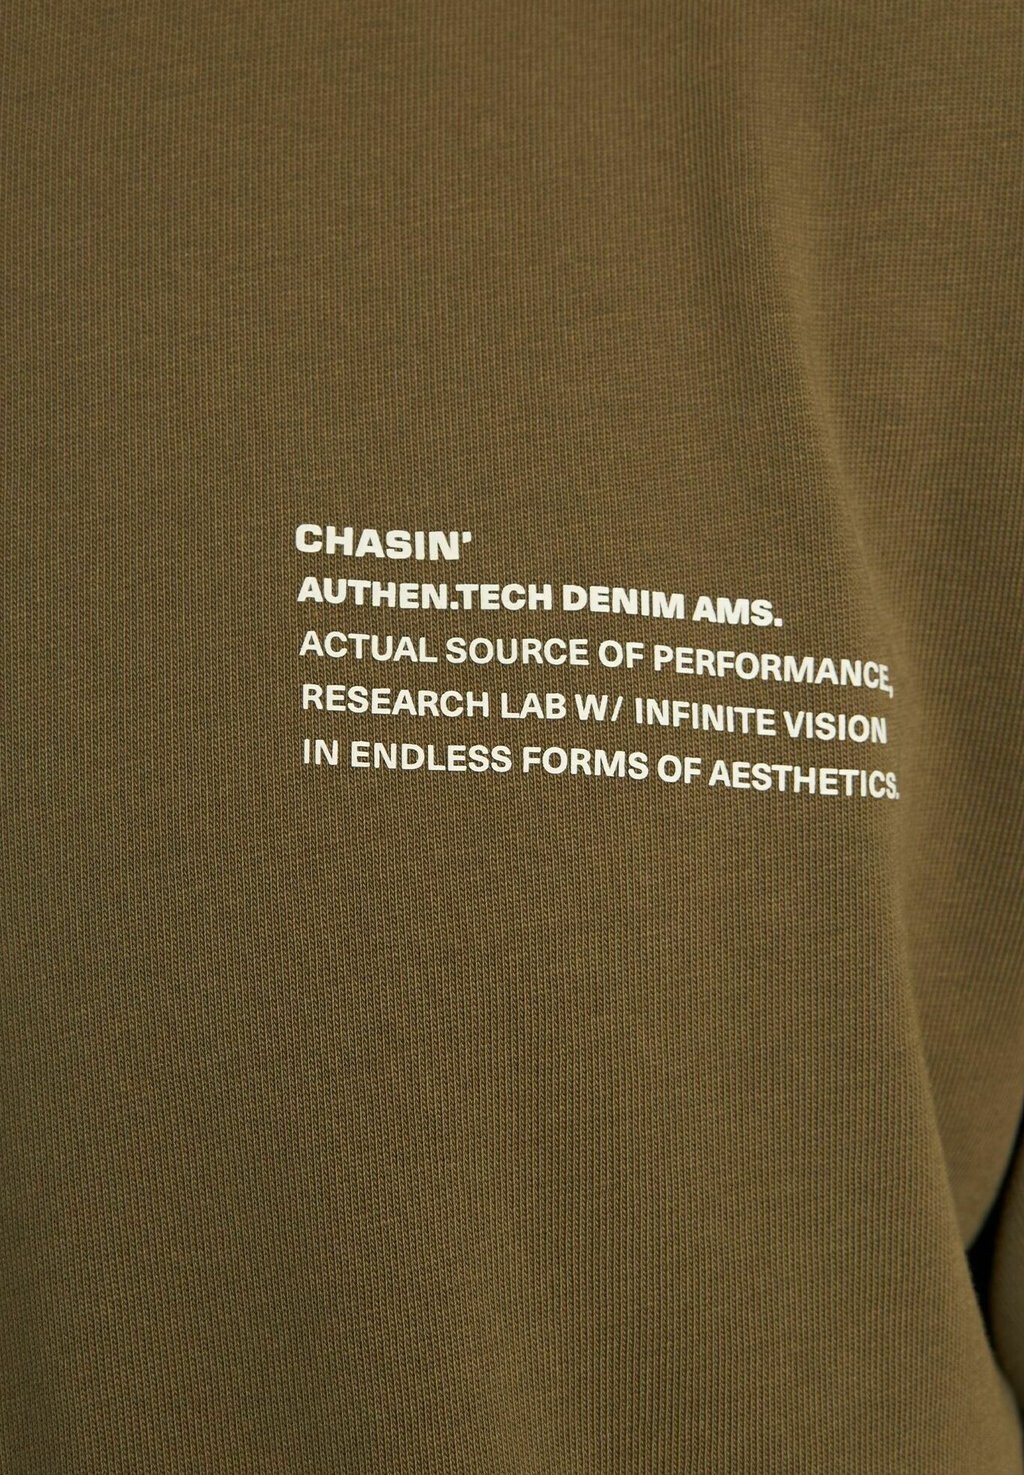 CHASIN'
AUTHEN.TECH DENIM AMS.
ACTUAL SOURCE OF PERFORMANCE,
RESEARCH LAB W/ INFINITE VISION
IN ENDLESS FORMS OF AESTHETICS.